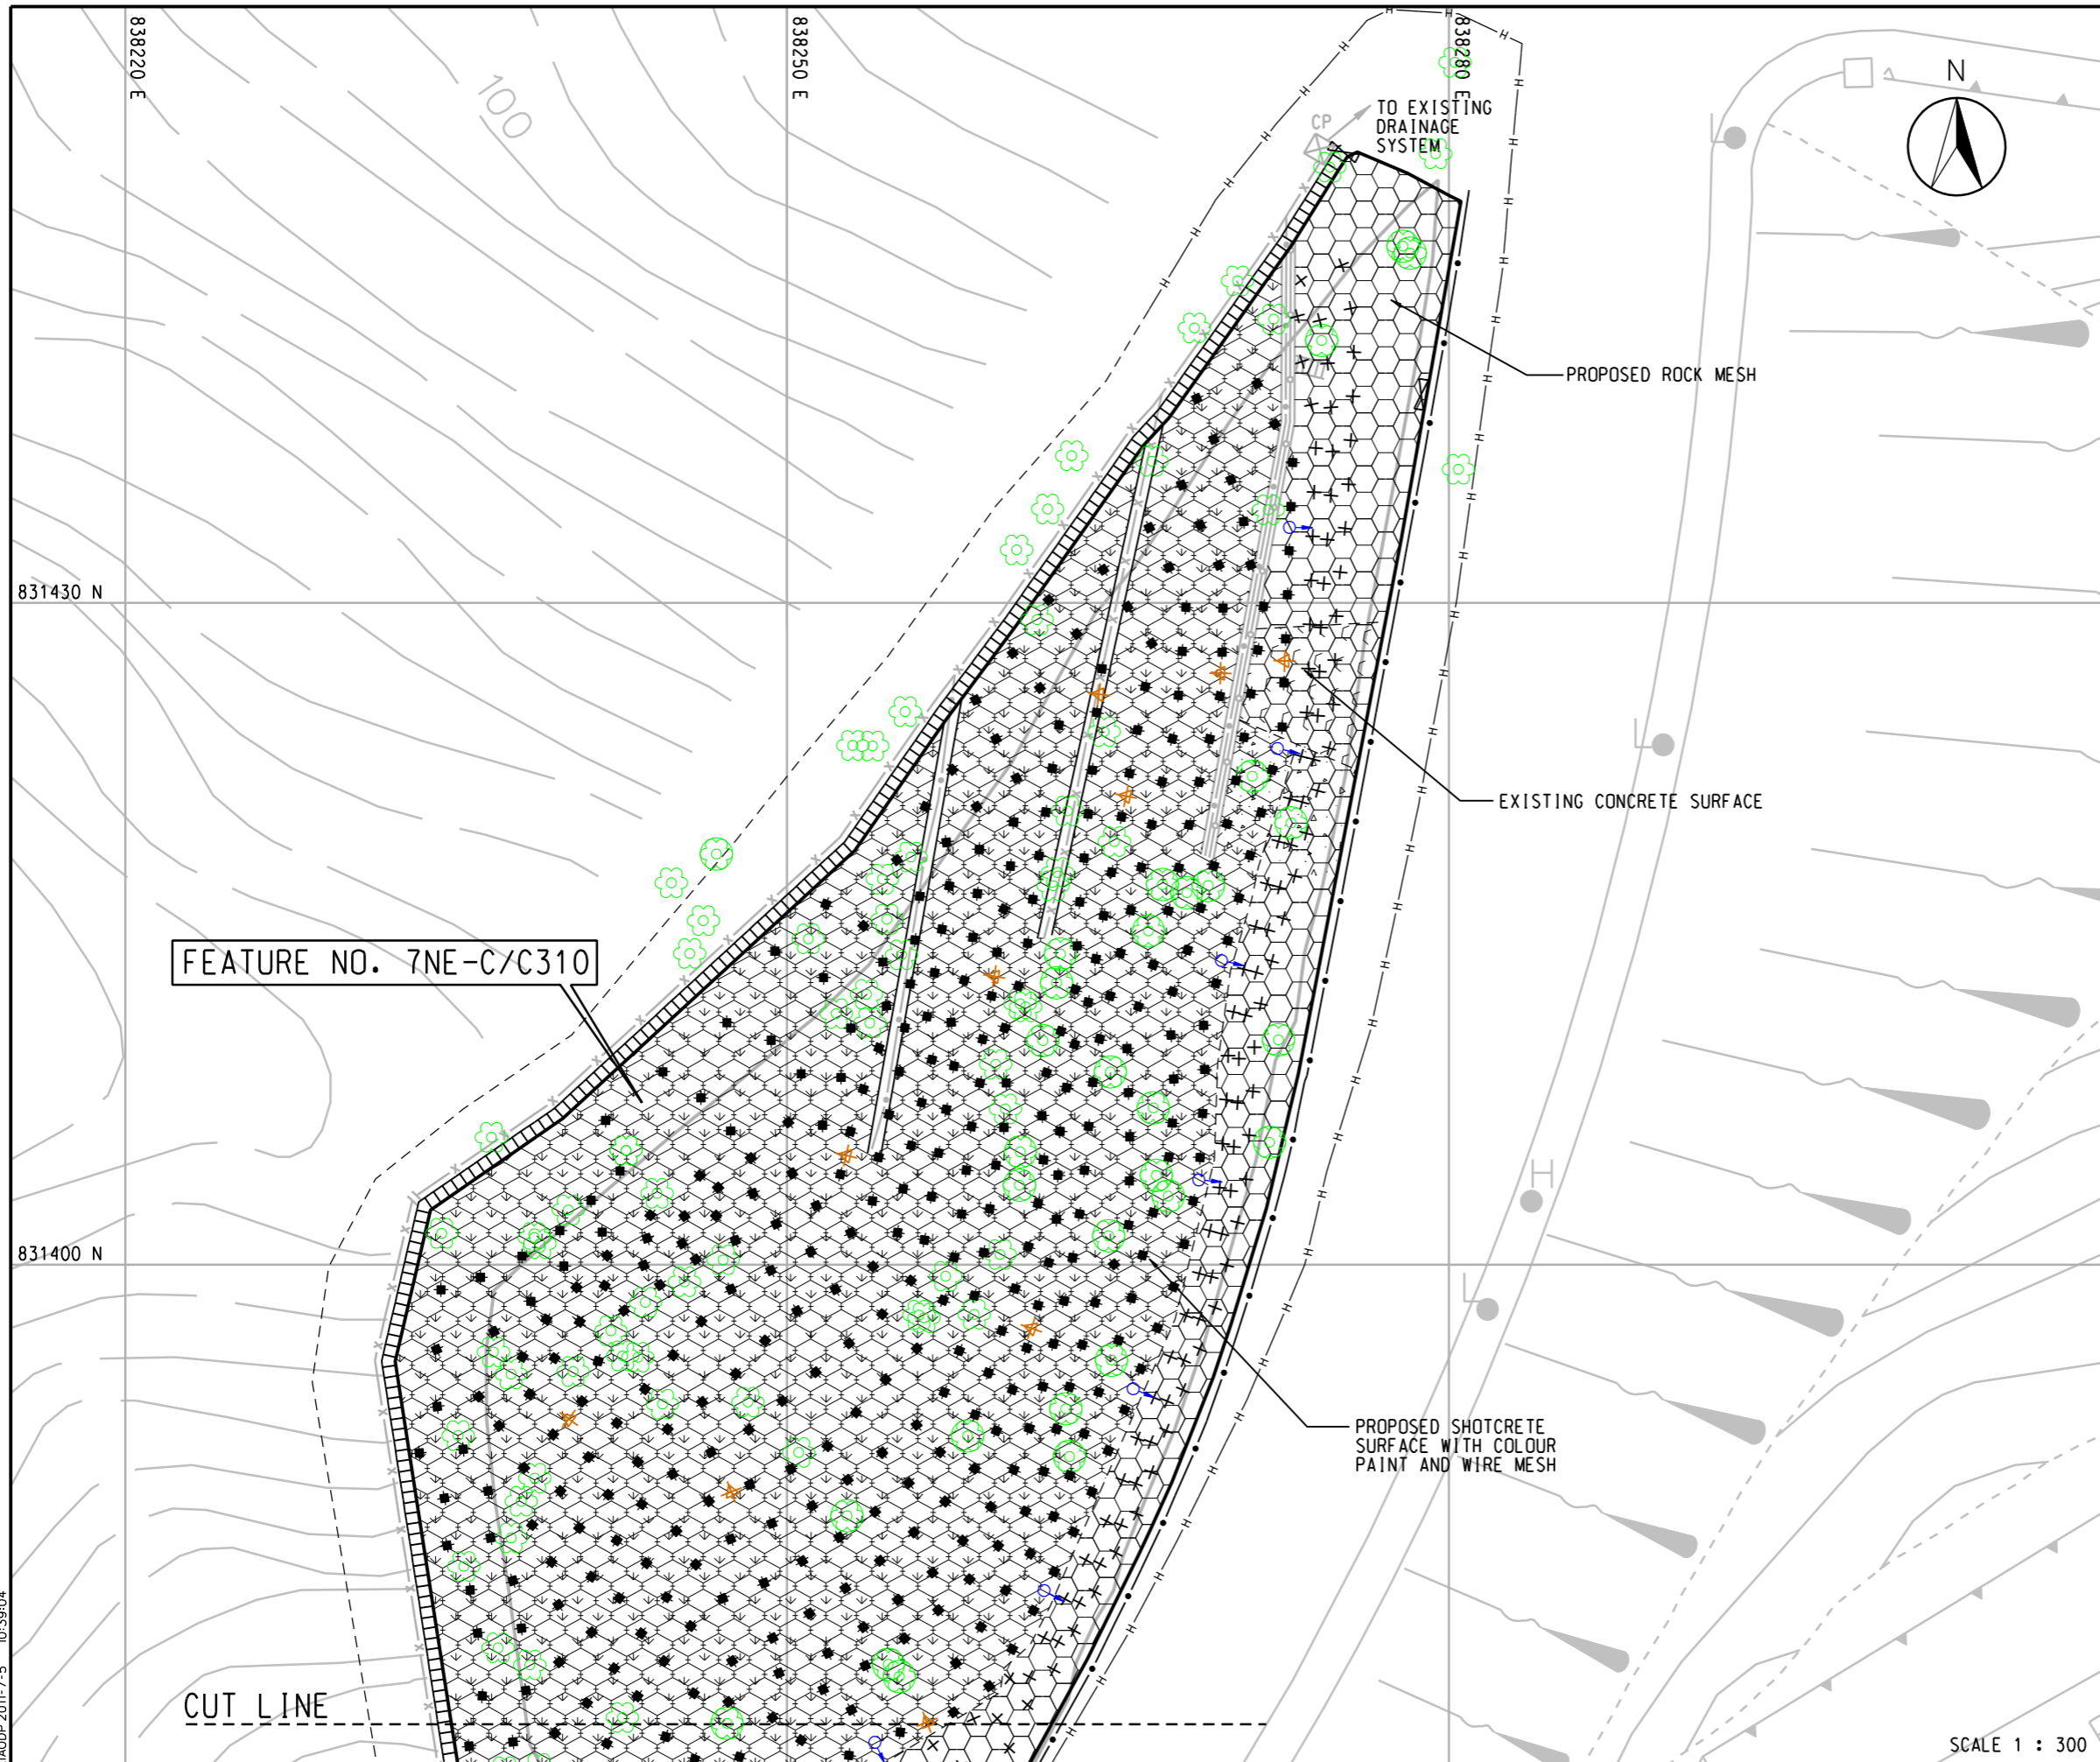 838220 E
838250 E
838280 E
100
N
CP
TO EXISTING
DRAINAGE
SYSTEM
PROPOSED ROCK MESH
831430 N
EXISTING CONCRETE SURFACE
FEATURE NO. 7NE-C/C310
831400 N
PROPOSED SHOTCRETE
SURFACE WITH COLOUR
PAINT AND WIRE MESH
CUT LINE
SCALE 1 : 300